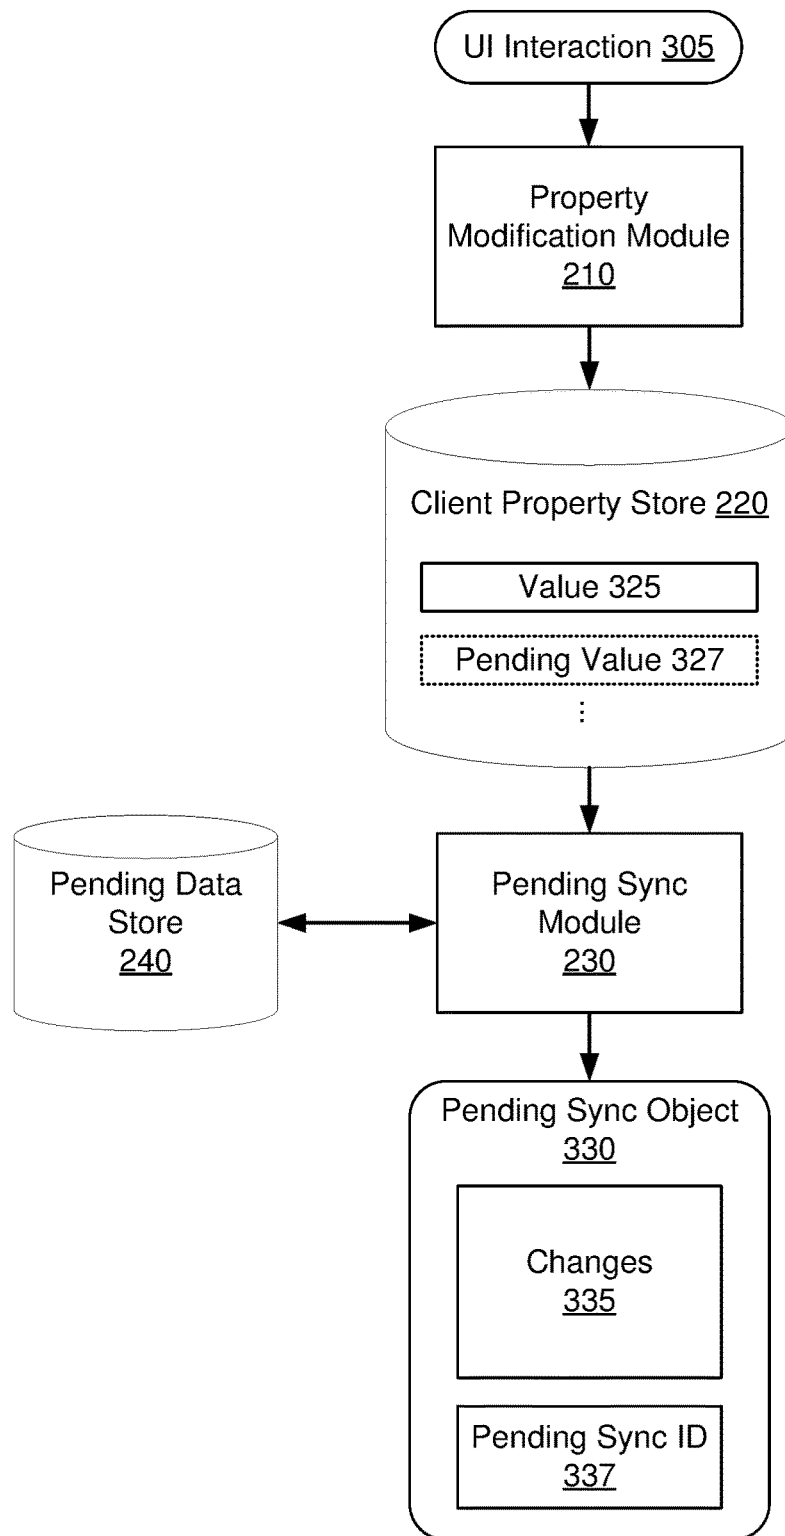 UI Interaction 305
Property
Modification Module
210
Client Property Store 220
Value 325
Pending Value 327
⋮
Pending Data
Store
240
Pending Sync
Module
230
Pending Sync Object
330
Changes
335
Pending Sync ID
337